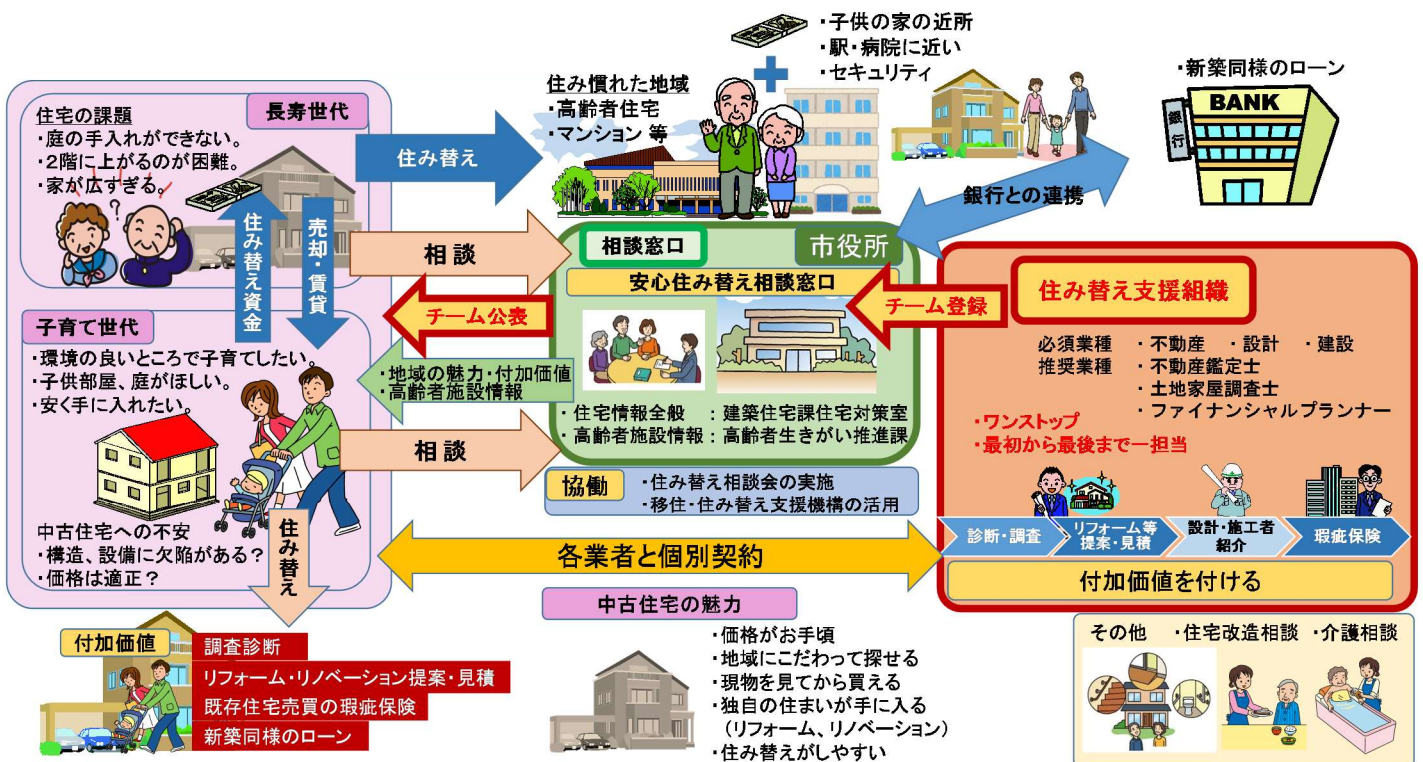 長寿世代
住宅の課題
・庭の手入れができない。
・2階に上がるのが困難。
・家が広すぎる。
?
住み替え資金
売却・賃貸
子育て世代
・環境の良いところで子育てしたい。
・子供部屋、庭がほしい。
・安く手に入れたい。
中古住宅への不安
・構造、設備に欠陥がある?
・価格は適正?
住み替え
付加価値
調査診断
リフォーム・リノベーション提案・見積
既存住宅売買の瑕疵保険
新築同様のローン
住み替え
相談
チーム公表
・地域の魅力・付加価値
・高齢者施設情報
相談
住み慣れた地域
・高齢者住宅
・マンション 等
・子供の家の近所
・駅・病院に近い
・セキュリティ
・新築同様のローン
BANK
銀行
銀行との連携
相談窓口
市役所
安心住み替え相談窓口
・住宅情報全般 :建築住宅課住宅対策室
・高齢者施設情報:高齢者生きがい推進課
協働
・住み替え相談会の実施
・移住・住み替え支援機構の活用
チーム登録
住み替え支援組織
必須業種 ・不動産 ・設計 ・建設
推奨業種 ・不動産鑑定士
・土地家屋調査士
・ファイナンシャルプランナー
・ワンストップ
・最初から最後まで一担当
診断・調査
リフォーム等
提案・見積
設計・施工者
紹介
瑕疵保険
付加価値を付ける
各業者と個別契約
中古住宅の魅力
・価格がお手頃
・地域にこだわって探せる
・現物を見てから買える
・独自の住まいが手に入る
(リフォーム、リノベーション)
・住み替えがしやすい
その他 ・住宅改造相談 ・介護相談